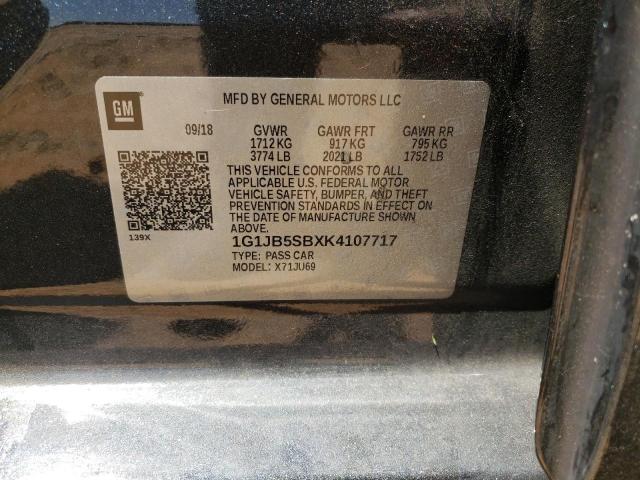 GM
MFD BY GENERAL MOTORS LLC
09/18 GVWR GAWR FRT GAWR RR
1712 KG 917 KG 795 KG
3774 LB 2021 LB 1752 LB
THIS VEHICLE CONFORMS TO ALL
APPLICABLE U.S. FEDERAL MOTOR
VEHICLE SAFETY, BUMPER, AND THEFT
PREVENTION STANDARDS IN EFFECT ON
THE DATE OF MANUFACTURE SHOWN
ABOVE.
139X
1G1JB5SBXK4107717
TYPE: PASS CAR
MODEL: X71JU69